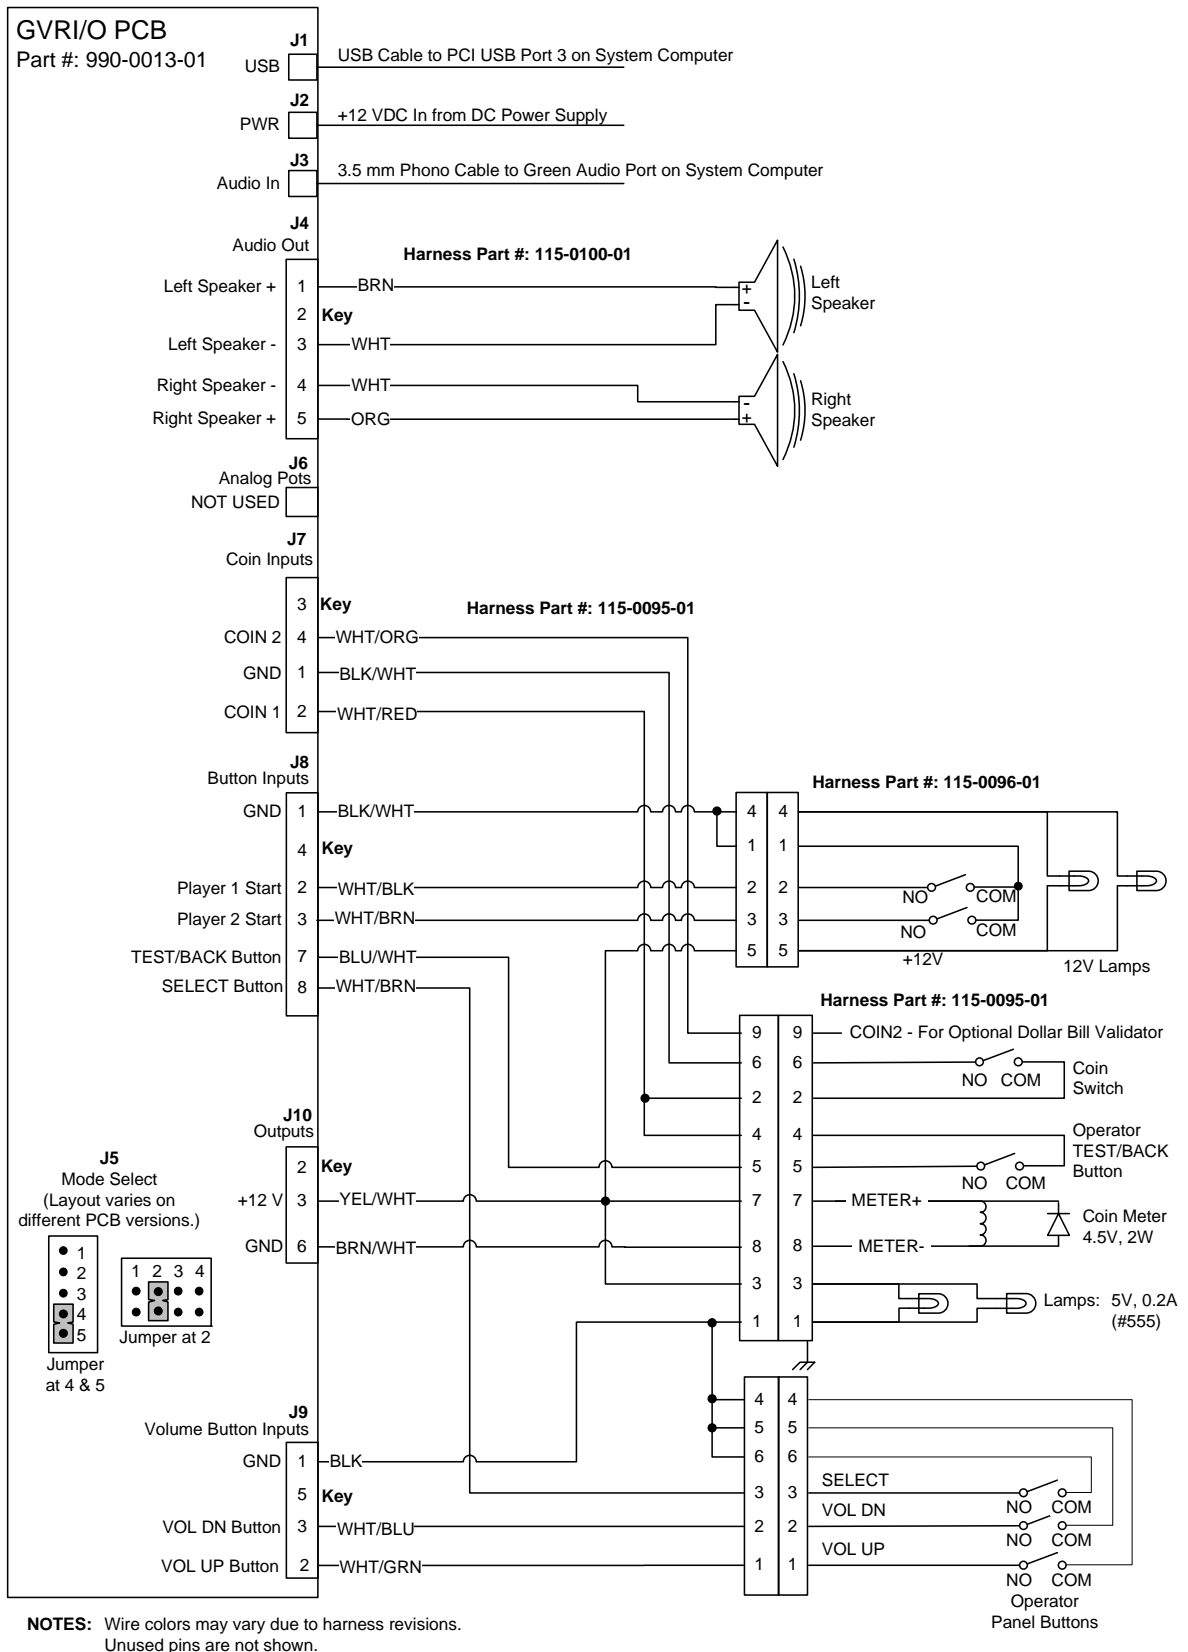 GVRI/O PCB
Part #: 990-0013-01
J1
USB
USB Cable to PCI USB Port 3 on System Computer
J2
PWR
+12 VDC In from DC Power Supply
J3
Audio In
3.5 mm Phono Cable to Green Audio Port on System Computer
J4
Audio Out
Harness Part #: 115-0100-01
Left Speaker + 1 BRN
+
-
Left
Speaker
2 Key
Left Speaker - 3 WHT
Right Speaker - 4 WHT
-
+
Right
Speaker
Right Speaker + 5 ORG
J6
Analog Pots
NOT USED
J7
Coin Inputs
3 Key
Harness Part #: 115-0095-01
COIN 2 4 WHT/ORG
GND 1 BLK/WHT
COIN 1 2 WHT/RED
J8
Button Inputs
Harness Part #: 115-0096-01
GND 1 BLK/WHT 4 4
4 Key 1 1
Player 1 Start 2 WHT/BLK 2 2 NO COM
Player 2 Start 3 WHT/BRN 3 3 NO COM
TEST/BACK Button 7 BLU/WHT 5 5 +12V
12V Lamps
SELECT Button 8 WHT/BRN
Harness Part #: 115-0095-01
9 9 COIN2 - For Optional Dollar Bill Validator
6 6 NO COM
Coin
Switch
2 2
J10
Outputs
4 4
Operator
TEST/BACK
Button
2 Key 5 5 NO COM
+12 V 3 YEL/WHT 7 7 METER+
Coin Meter
4.5V, 2W
GND 6 BRN/WHT 8 8 METER-
3 3
Lamps: 5V, 0.2A
(#555)
1 1
J5
Mode Select
(Layout varies on
different PCB versions.)
1
2
3
4
5
Jumper
at 4 & 5
1 2 3 4
Jumper at 2
J9
Volume Button Inputs
4 4
5 5
GND 1 BLK 6 6
5 Key 3 3 SELECT NO COM
VOL DN Button 3 WHT/BLU 2 2 VOL DN NO COM
VOL UP Button 2 WHT/GRN 1 1 VOL UP NO COM
Operator
Panel Buttons
NOTES: Wire colors may vary due to harness revisions.
Unused pins are not shown.